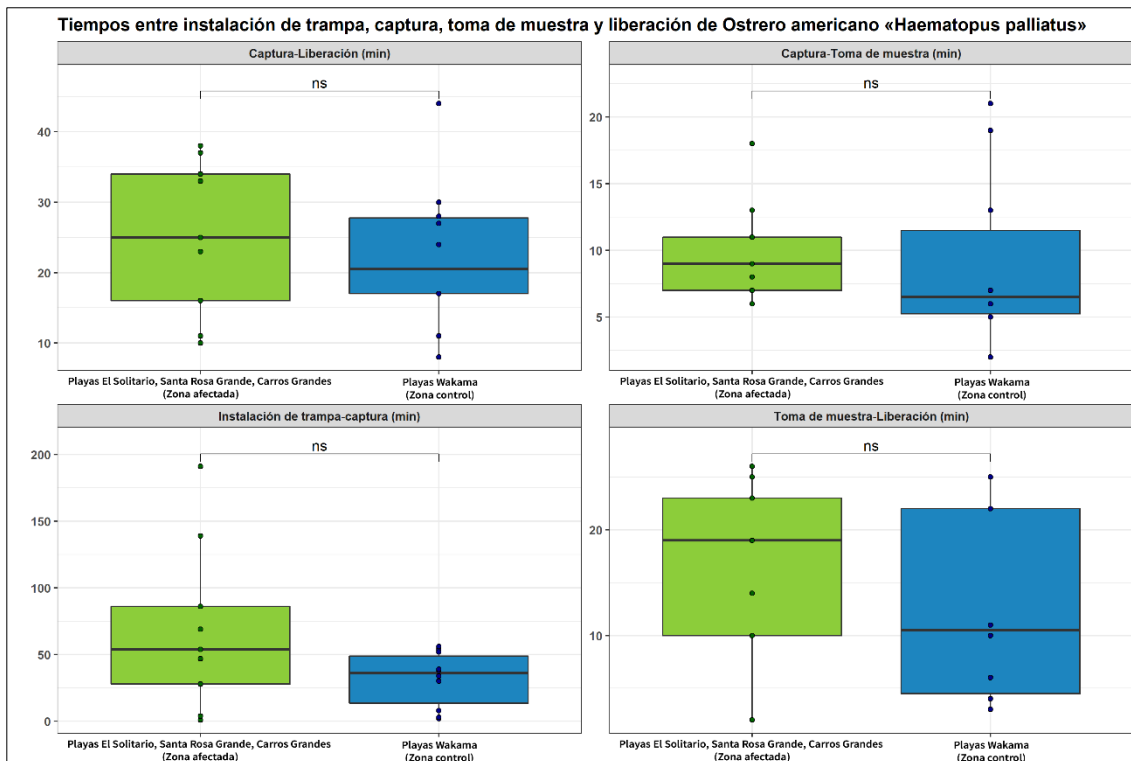 Tiempos entre instalación de trampa, captura, toma de muestra y liberación de Ostrero americano «Haematopus palliatus»
Captura-Liberación (min)
ns
40
30
20
10
Playas El Solitario, Santa Rosa Grande, Carros Grandes
(Zona afectada)
Playas Wakama
(Zona control)
Captura-Toma de muestra (min)
ns
20
15
10
5
Playas El Solitario, Santa Rosa Grande, Carros Grandes
(Zona afectada)
Playas Wakama
(Zona control)
Instalación de trampa-captura (min)
ns
200
150
100
50
0
Playas El Solitario, Santa Rosa Grande, Carros Grandes
(Zona afectada)
Playas Wakama
(Zona control)
Toma de muestra-Liberación (min)
ns
20
10
Playas El Solitario, Santa Rosa Grande, Carros Grandes
(Zona afectada)
Playas Wakama
(Zona control)